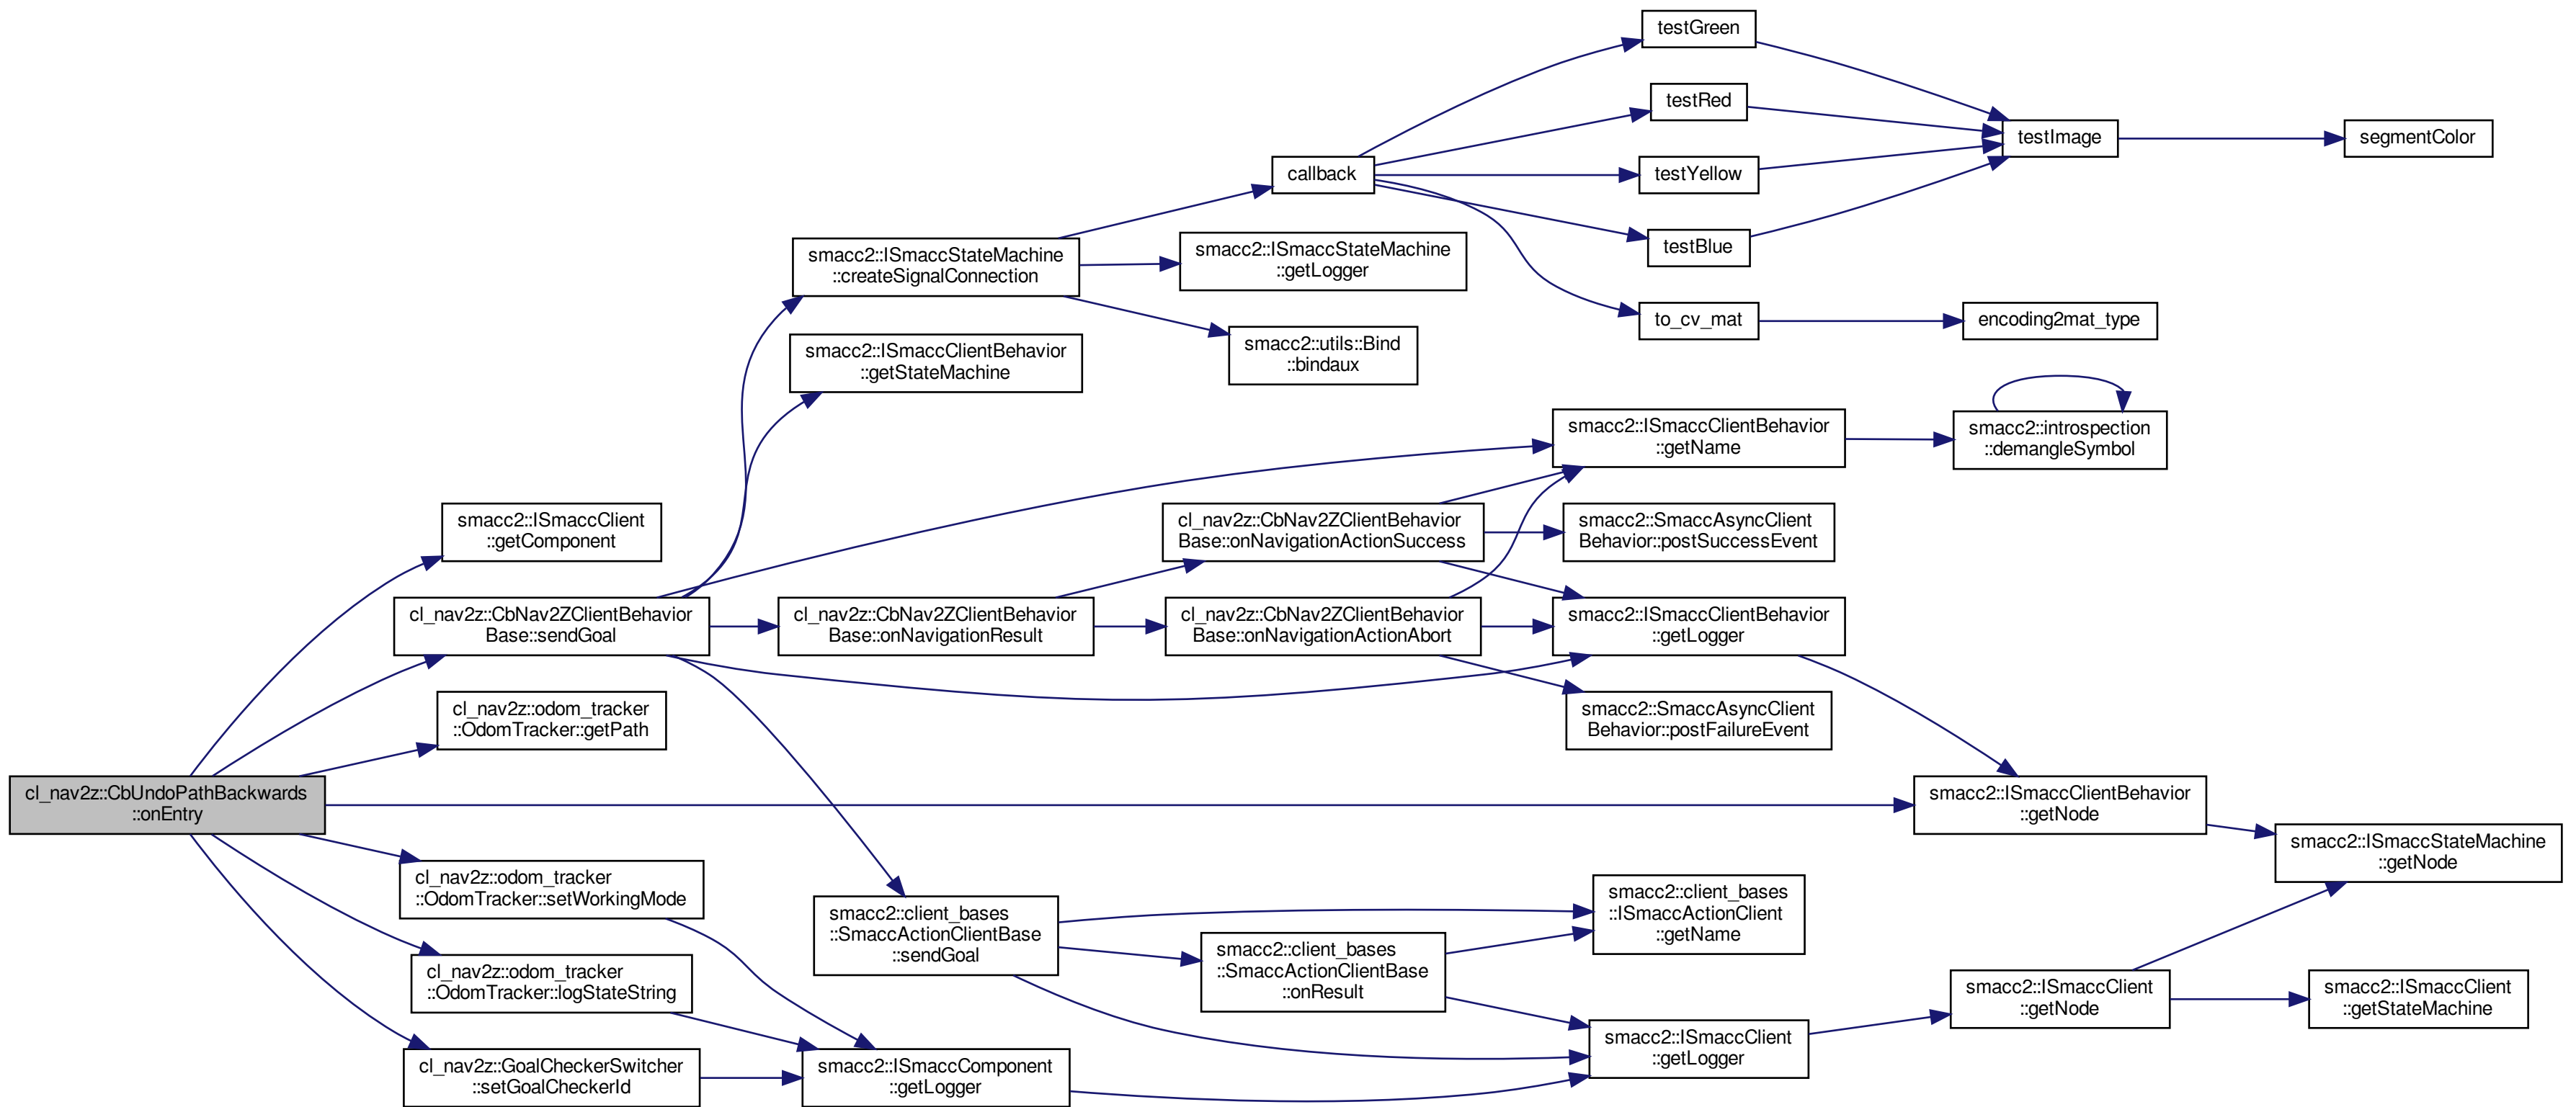 cl_nav2z::CbUndoPathBackwards
::onEntry
smacc2::ISmaccClient
::getComponent
cl_nav2z::CbNav2ZClientBehavior
Base::sendGoal
cl_nav2z::odom_tracker
::OdomTracker::getPath
cl_nav2z::odom_tracker
::OdomTracker::setWorkingMode
cl_nav2z::odom_tracker
::OdomTracker::logStateString
cl_nav2z::GoalCheckerSwitcher
::setGoalCheckerId
smacc2::ISmaccStateMachine
::createSignalConnection
smacc2::ISmaccClientBehavior
::getStateMachine
cl_nav2z::CbNav2ZClientBehavior
Base::onNavigationResult
smacc2::client_bases
::SmaccActionClientBase
::sendGoal
smacc2::ISmaccComponent
::getLogger
callback
smacc2::ISmaccStateMachine
::getLogger
smacc2::utils::Bind
::bindaux
cl_nav2z::CbNav2ZClientBehavior
Base::onNavigationActionSuccess
cl_nav2z::CbNav2ZClientBehavior
Base::onNavigationActionAbort
smacc2::client_bases
::SmaccActionClientBase
::onResult
testGreen
testRed
testYellow
testBlue
to_cv_mat
smacc2::ISmaccClientBehavior
::getName
smacc2::SmaccAsyncClient
Behavior::postSuccessEvent
smacc2::ISmaccClientBehavior
::getLogger
smacc2::SmaccAsyncClient
Behavior::postFailureEvent
smacc2::client_bases
::ISmaccActionClient
::getName
smacc2::ISmaccClient
::getLogger
testImage
encoding2mat_type
smacc2::introspection
::demangleSymbol
smacc2::ISmaccClientBehavior
::getNode
smacc2::ISmaccClient
::getNode
segmentColor
smacc2::ISmaccStateMachine
::getNode
smacc2::ISmaccClient
::getStateMachine